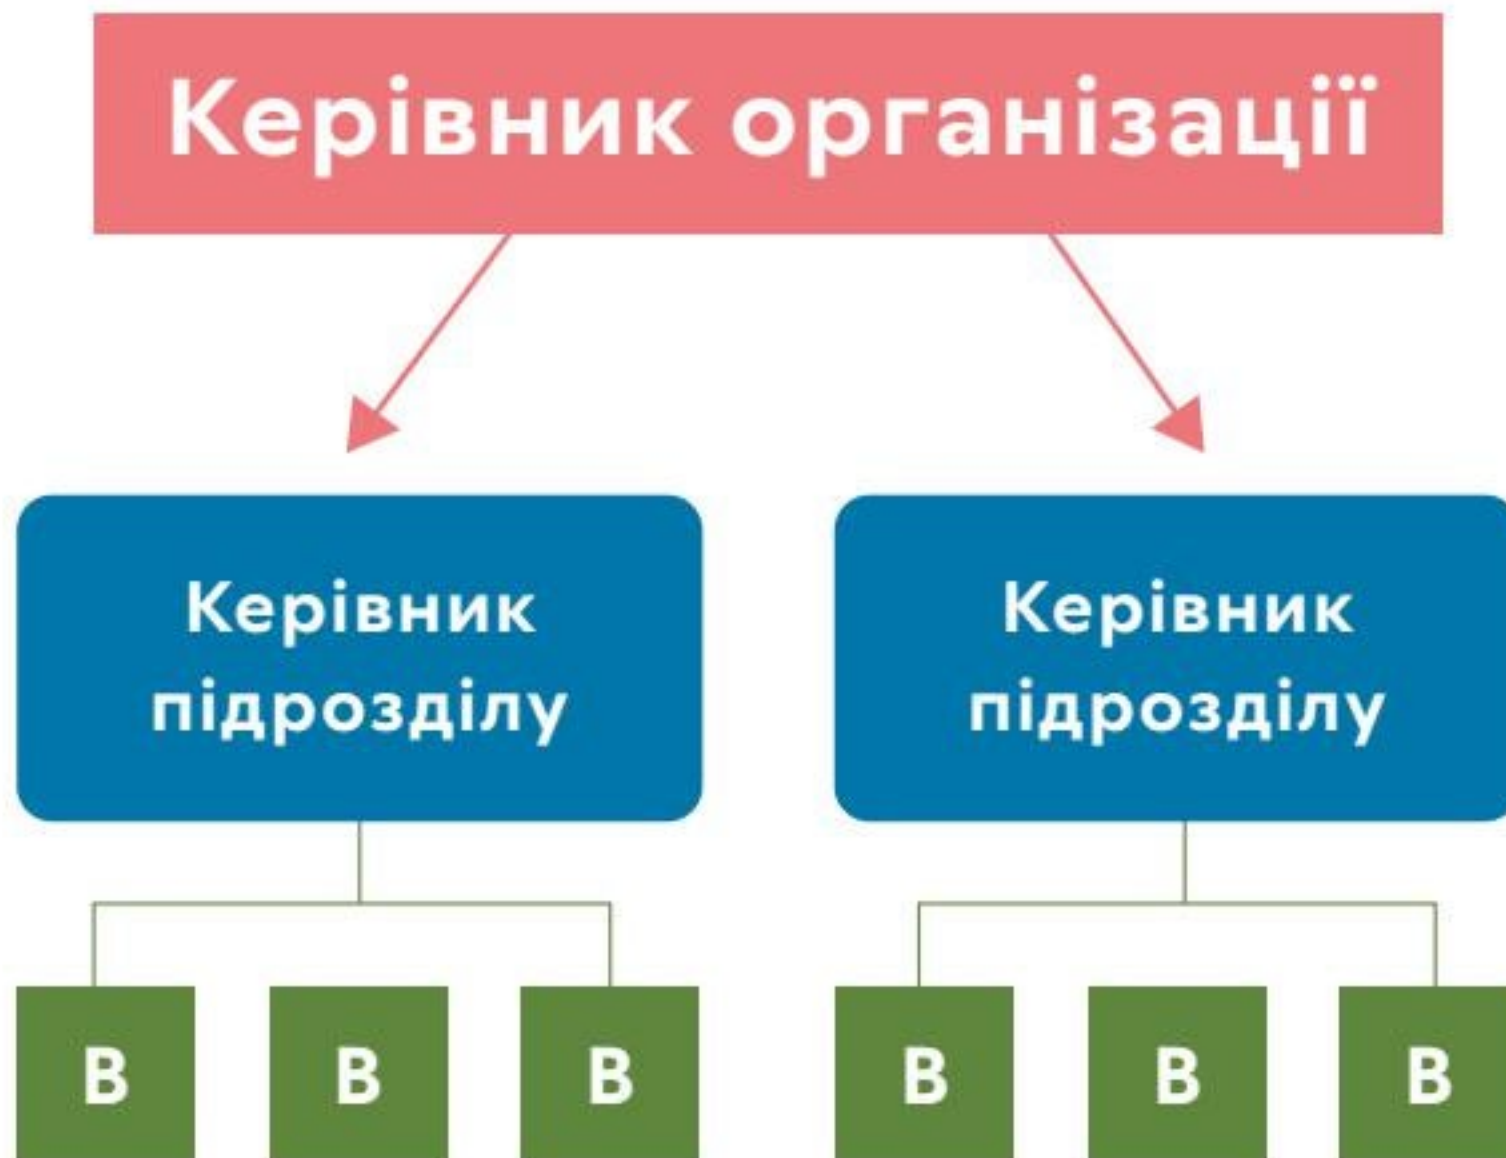 Керівник організації
Керівник
підрозділу
Керівник
підрозділу
В В В В В В